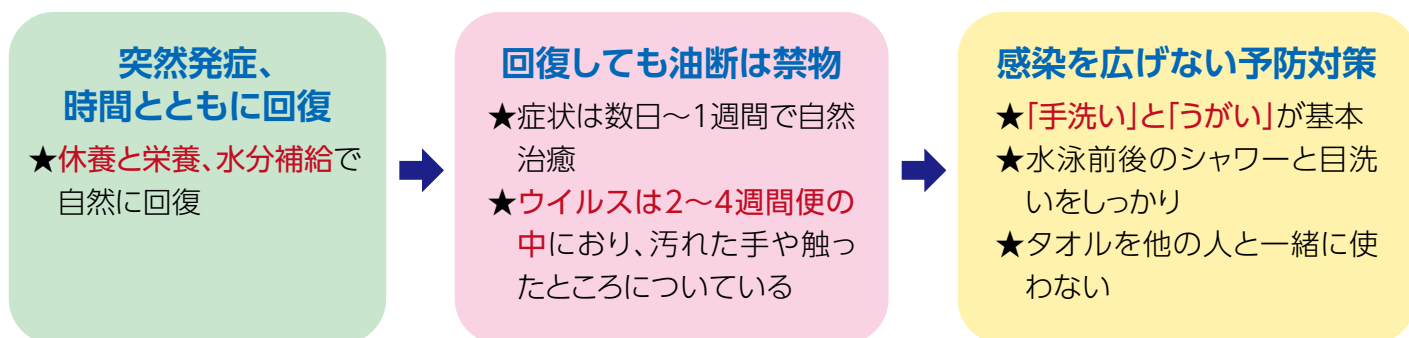 突然発症、
時間とともに回復
★休養と栄養、水分補給で
自然に回復
回復しても油断は禁物
★症状は数日〜1週間で自然
治癒
★ウイルスは2〜4週間便の
中におり、汚れた手や触っ
たところについている
感染を広げない予防対策
★「手洗い」と「うがい」が基本
★水泳前後のシャワーと目洗
いをしっかり
★タオルを他の人と一緒に使
わない